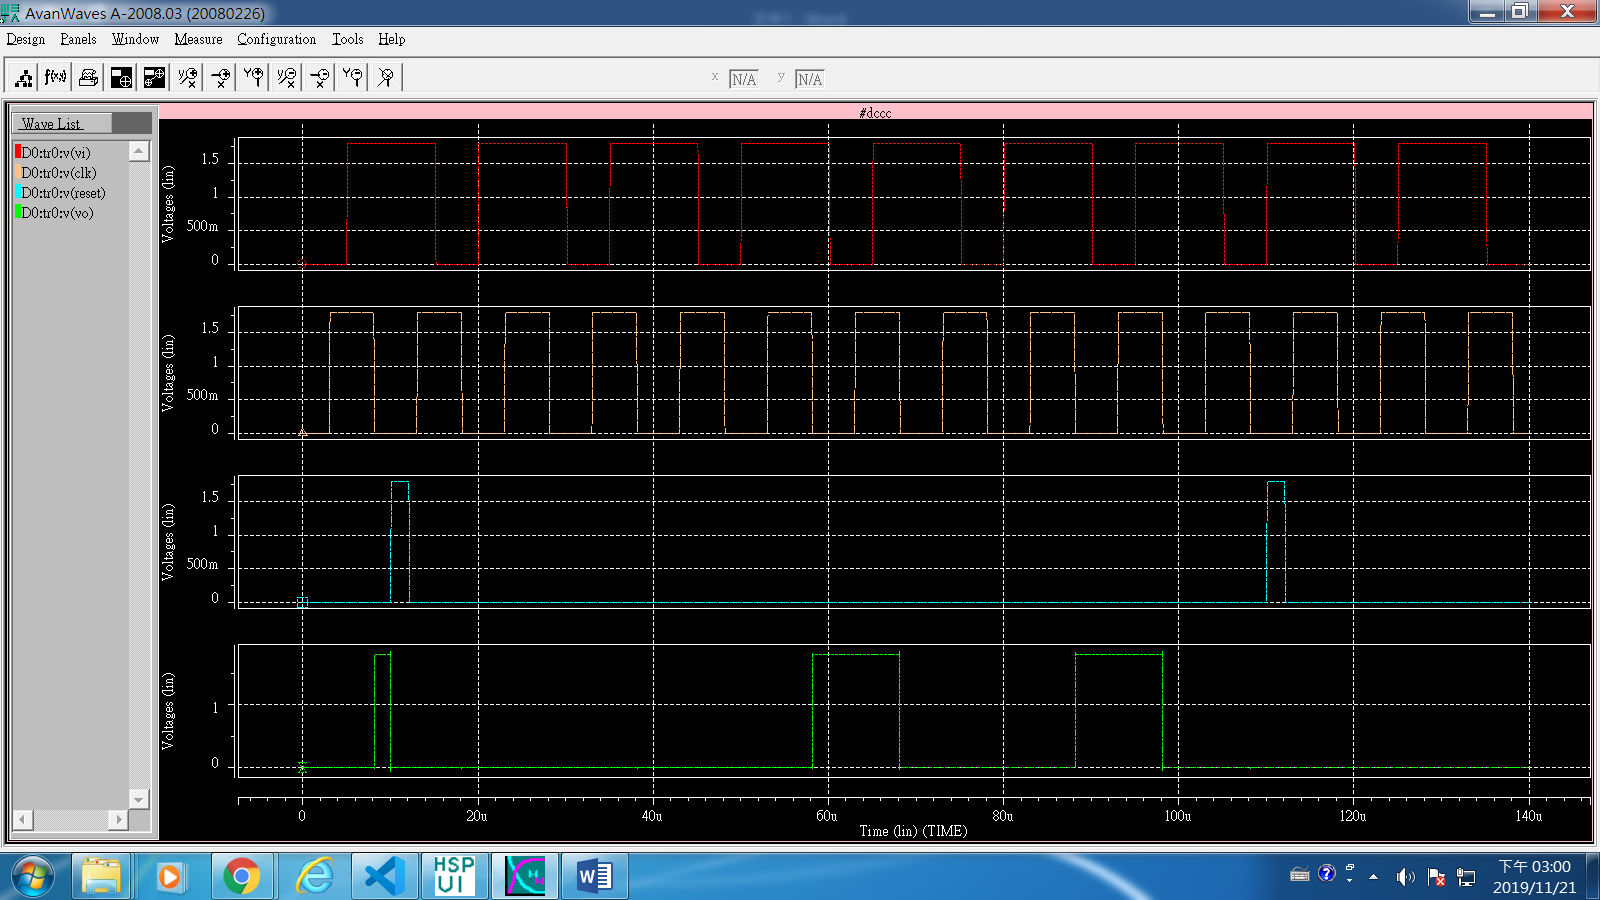 AvanWaves A-2008.03 (20080226)
Design Panels Window Measure Configuration Tools Help
f(x)
x N/A y N/A
#dccc
Wave List
D0:tr0:v(vi)
D0:tr0:v(clk)
D0:tr0:v(reset)
D0:tr0:v(vo)
Voltages (lin)
1.5
1
500m
0
Voltages (lin)
1.5
1
500m
0
Voltages (lin)
1.5
1
500m
0
Voltages (lin)
1
0
0 20u 40u 60u 80u 100u 120u 140u
Time (lin) (TIME)
HSP
UI
W
下午 03:00
2019/11/21